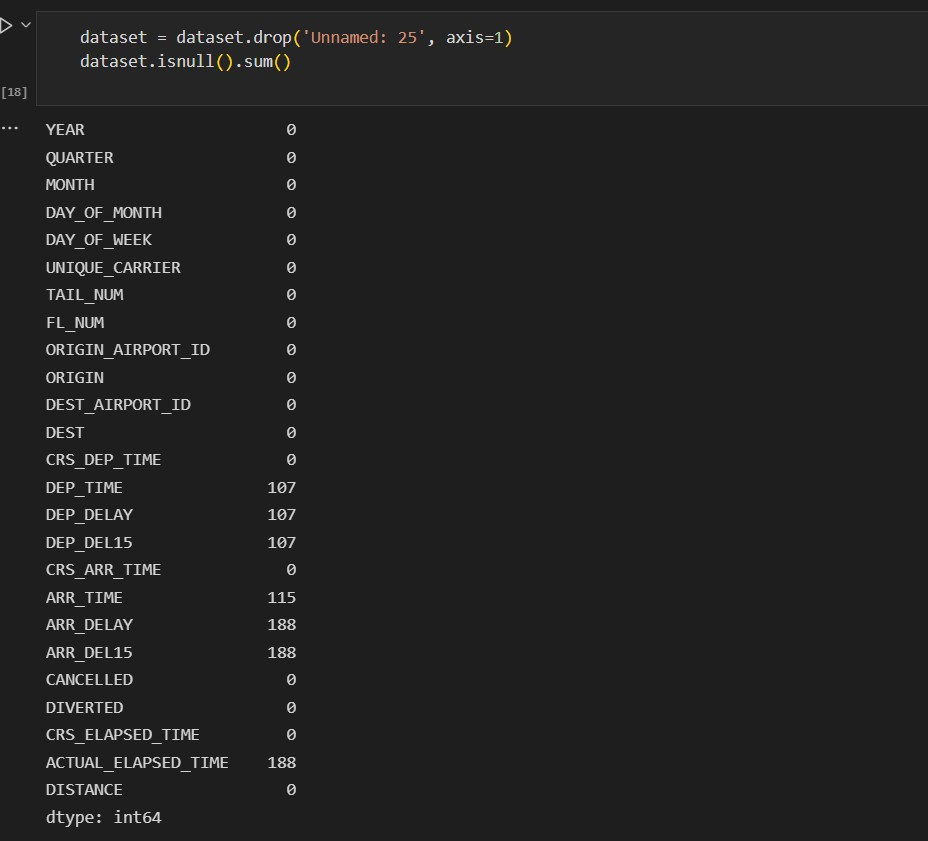 dataset = dataset.drop('Unnamed: 25', axis=1)
dataset.isnull().sum()
[18]
...
YEAR 0
QUARTER 0
MONTH 0
DAY_OF_MONTH 0
DAY_OF_WEEK 0
UNIQUE_CARRIER 0
TAIL_NUM 0
FL_NUM 0
ORIGIN_AIRPORT_ID 0
ORIGIN 0
DEST_AIRPORT_ID 0
DEST 0
CRS_DEP_TIME 0
DEP_TIME 107
DEP_DELAY 107
DEP_DEL15 107
CRS_ARR_TIME 0
ARR_TIME 115
ARR_DELAY 188
ARR_DEL15 188
CANCELLED 0
DIVERTED 0
CRS_ELAPSED_TIME 0
ACTUAL_ELAPSED_TIME 188
DISTANCE 0
dtype: int64